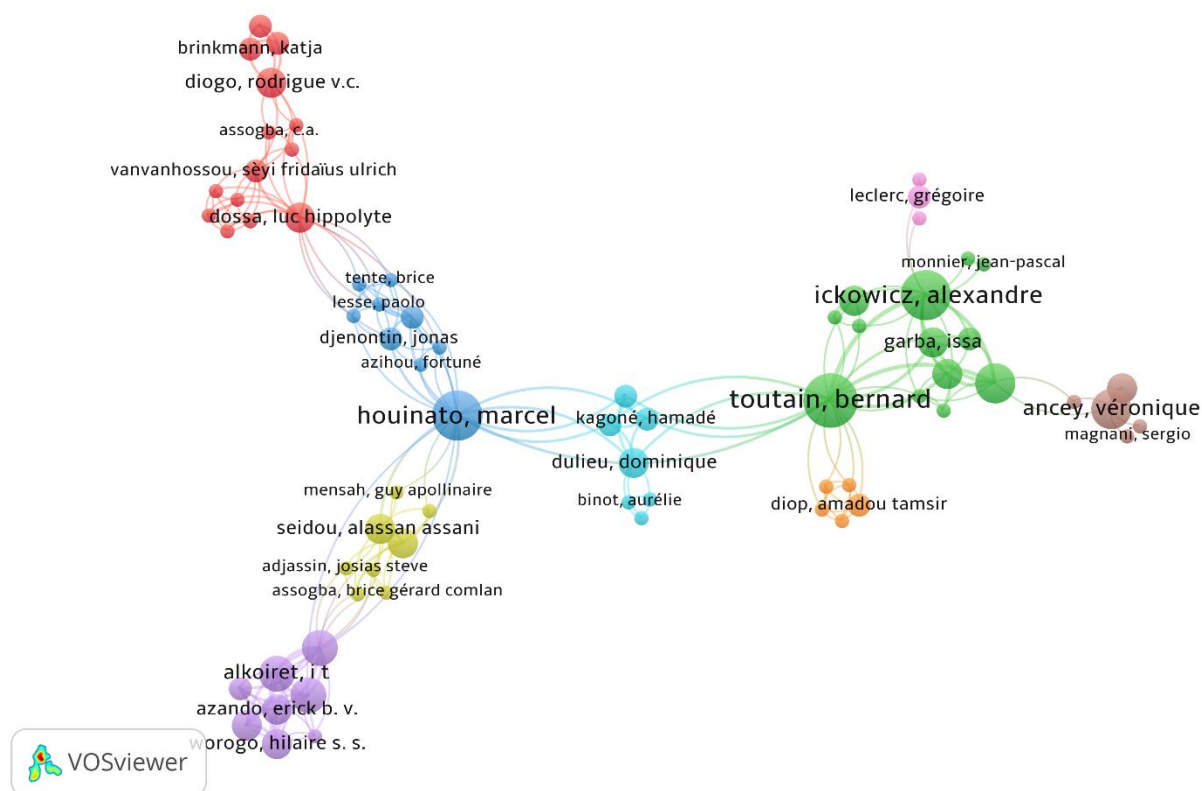 brinkmann, katja
diogo, rodrigue v.c.
assogba, c.a.
vanvanhossou, sèyi fridaïus ulrich
dossa, luc hippolyte
leclerc, grégoire
monnier, jean-pascal
tente, brice
ickowicz, alexandre
lesse, paolo
djenontin, jonas
garba, issa
azihou, fortuné
toutain, bernard
houinato, marcel
kagoné, hamadé
ancey, véronique
magnani, sergio
dulieu, dominique
mensah, guy apollinaire
binot, aurélie
diop, amadou tamsir
seidou, alassan assani
adjassin, josias steve
assogba, brice gérard comlan
alkoiret, i t
azando, erick b. v.
worogo, hilaire s. s.
VOSviewer